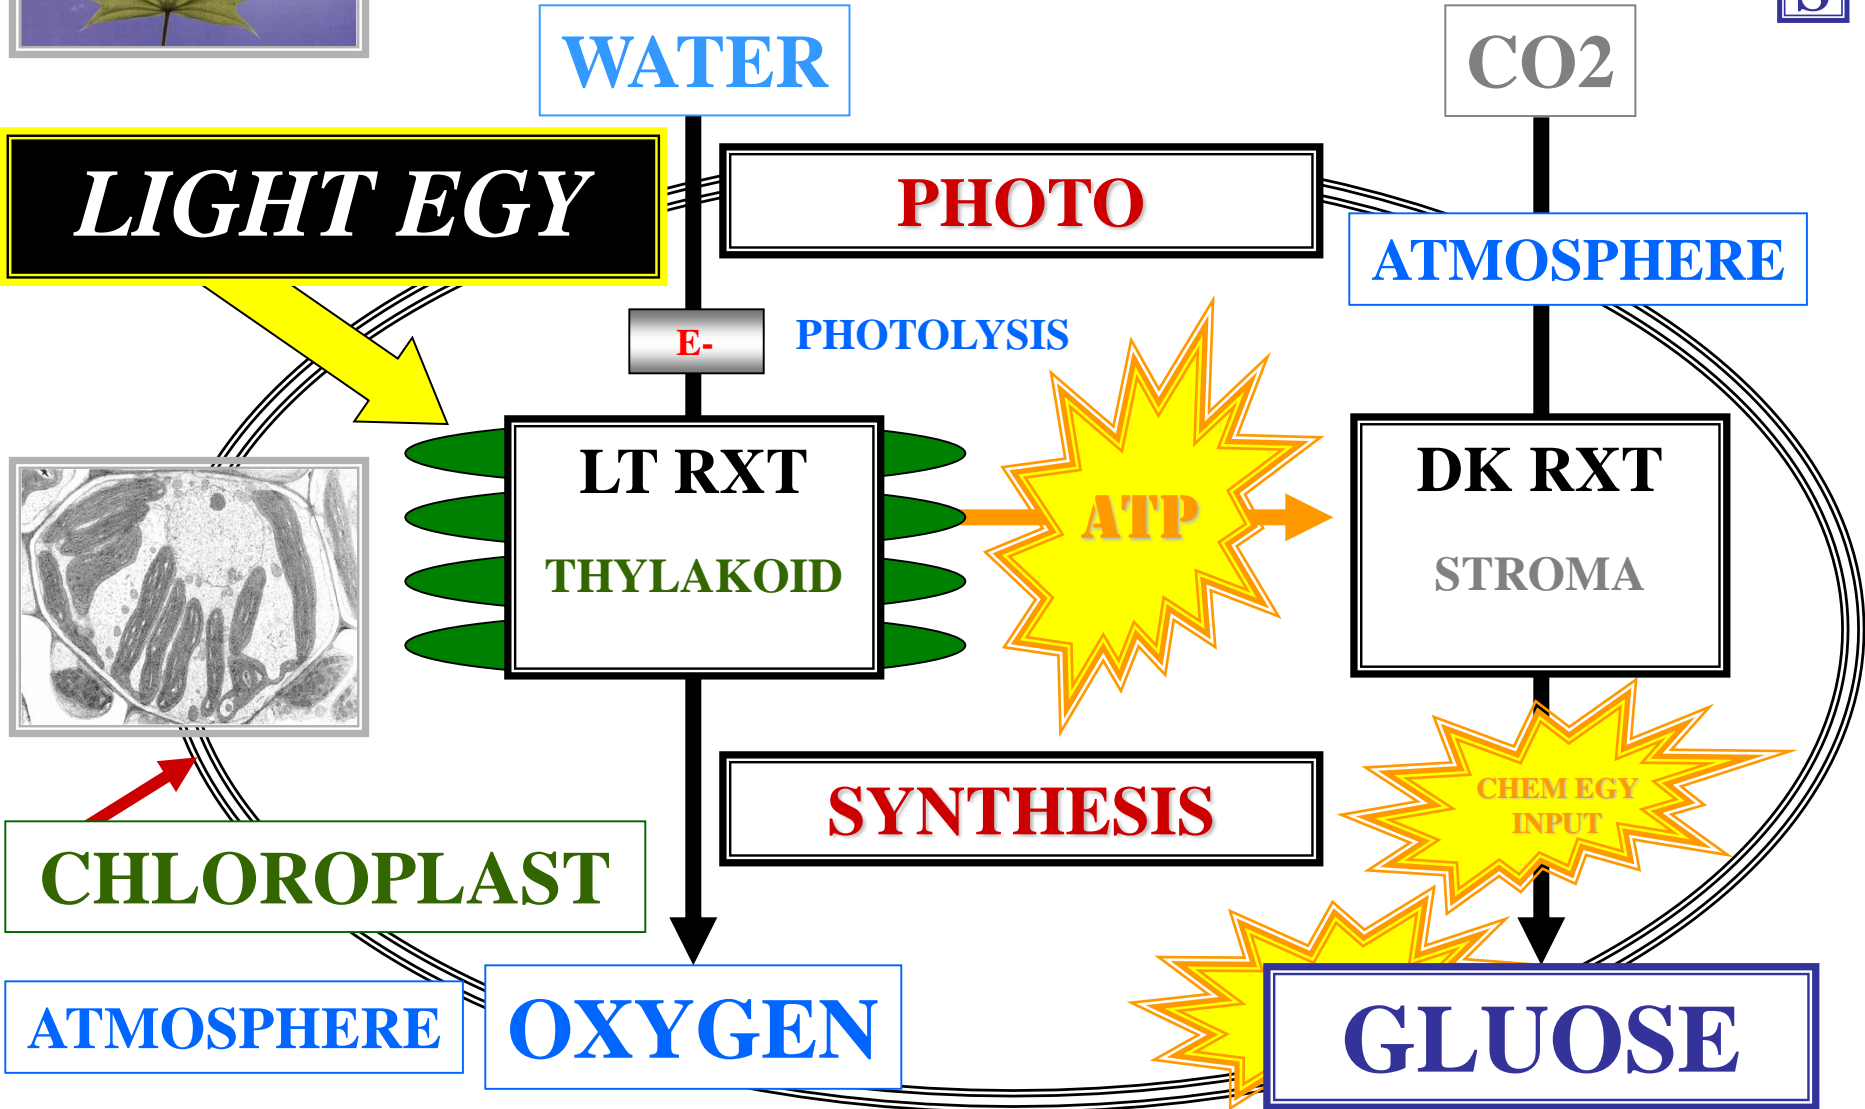 S
WATER
CO2
LIGHT EGY
PHOTO
ATMOSPHERE
E-
PHOTOLYSIS
LT RXT
THYLAKOID
ATP
DK RXT
STROMA
SYNTHESIS
CHEM EGY
INPUT
CHLOROPLAST
ATMOSPHERE
OXYGEN
GLUOSE